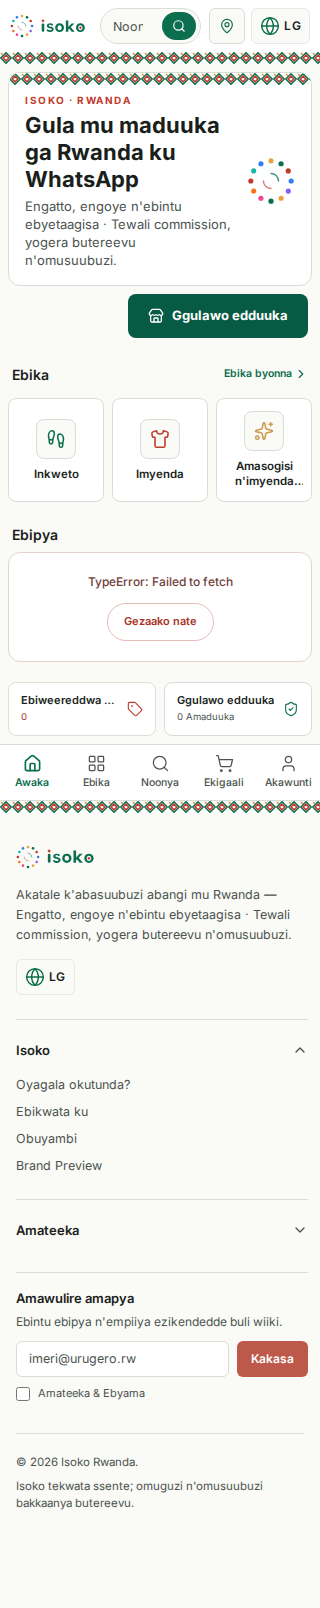 isoko
Noor
LG
ISOKO · RWANDA
Gula mu maduuka
ga Rwanda ku
WhatsApp
Engatto, engoye n'ebintu
ebyetaagisa · Tewali commission,
yogera butereevu
n'omusuubuzi.
Ggulawo edduuka
Ebika
Ebika byonna
Inkweto
Imyenda
Amasogisi
n'imyenda...
Ebipya
TypeError: Failed to fetch
Gezaako nate
Ebiweereddwa ...
0
Ggulawo edduuka
0 Amaduuka
Awaka
Ebika
Noonya
Ekigaali
Akawunti
isoko
Akatale k'abasuubuzi abangi mu Rwanda —
Engatto, engoye n'ebintu ebyetaagisa · Tewali
commission, yogera butereevu n'omusuubuzi.
LG
Isoko
Oyagala okutunda?
Ebikwata ku
Obuyambi
Brand Preview
Amateeka
Amawulire amapya
Ebintu ebipya n'empiiya ezikendedde buli wiiki.
imeri@urugero.rw
Kakasa
Amateeka & Ebyama
© 2026 Isoko Rwanda.
Isoko tekwata ssente; omuguzi n'omusuubuzi
bakkaanya butereevu.